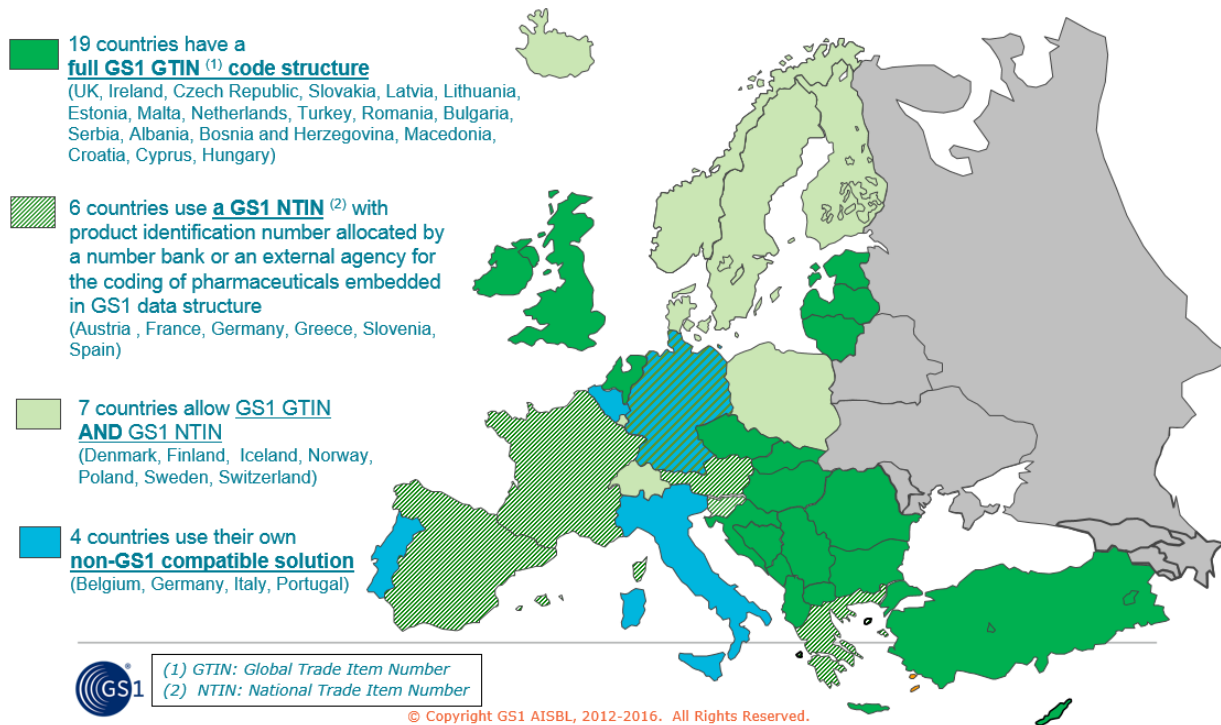 19 countries have a
full GS1 GTIN (1) code structure
(UK, Ireland, Czech Republic, Slovakia, Latvia, Lithuania,
Estonia, Malta, Netherlands, Turkey, Romania, Bulgaria,
Serbia, Albania, Bosnia and Herzegovina, Macedonia,
Croatia, Cyprus, Hungary)
6 countries use a GS1 NTIN (2) with
product identification number allocated by
a number bank or an external agency for
the coding of pharmaceuticals embedded
in GS1 data structure
(Austria , France, Germany, Greece, Slovenia,
Spain)
7 countries allow GS1 GTIN
AND GS1 NTIN
(Denmark, Finland, Iceland, Norway,
Poland, Sweden, Switzerland)
4 countries use their own
non-GS1 compatible solution
(Belgium, Germany, Italy, Portugal)
GS1
(1) GTIN: Global Trade Item Number
(2) NTIN: National Trade Item Number
© Copyright GS1 AISBL, 2012-2016. All Rights Reserved.